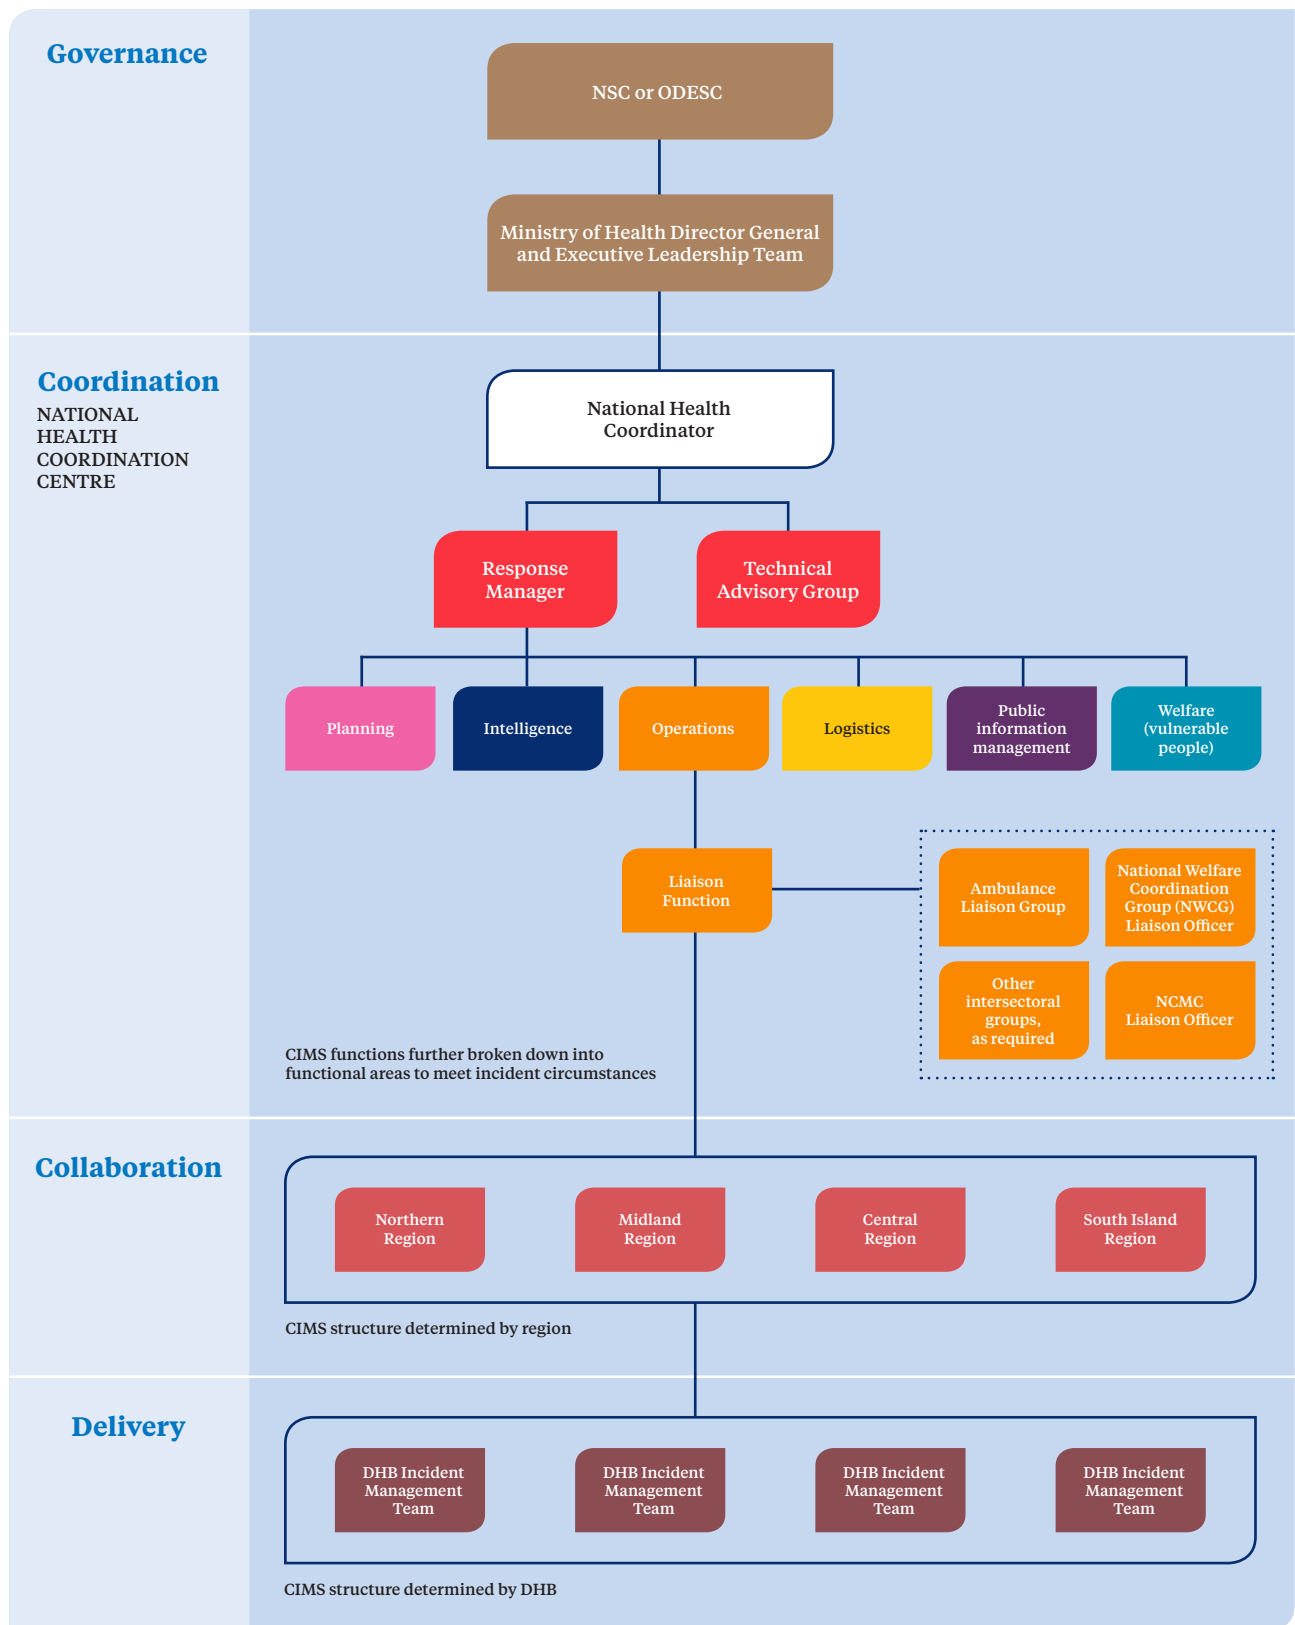 Governance
NSC or ODESC
Ministry of Health Director General
and Executive Leadership Team
Coordination
NATIONAL
HEALTH
COORDINATION
CENTRE
National Health
Coordinator
Response
Manager
Technical
Advisory Group
Planning
Intelligence
Operations
Logistics
Public
information
management
Welfare
(vulnerable
people)
Liaison
Function
Ambulance
Liaison Group
National Welfare
Coordination
Group (NWCG)
Liaison Officer
Other
intersectoral
groups,
as required
NCMC
Liaison Officer
CIMS functions further broken down into
functional areas to meet incident circumstances
Collaboration
Northern
Region
Midland
Region
Central
Region
South Island
Region
CIMS structure determined by region
Delivery
DHB Incident
Management
Team
DHB Incident
Management
Team
DHB Incident
Management
Team
DHB Incident
Management
Team
CIMS structure determined by DHB